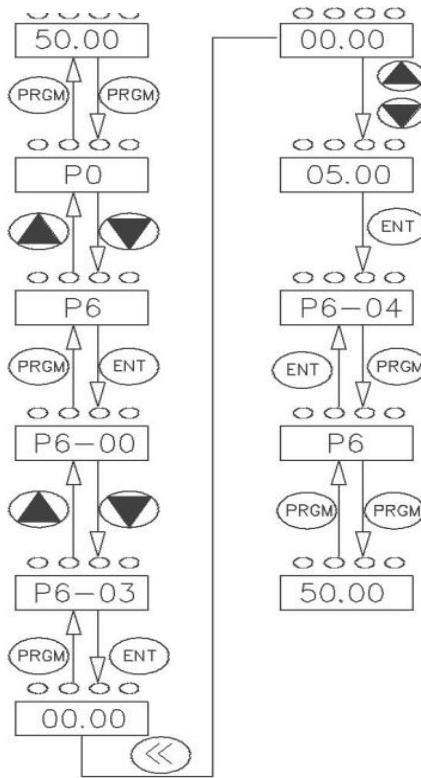 50.00
PRGM PRGM
P0
P6
PRGM ENT
P6-00
P6-03
PRGM ENT
00.00
00.00
05.00
ENT
P6-04
ENT PRGM
P6
PRGM PRGM
50.00